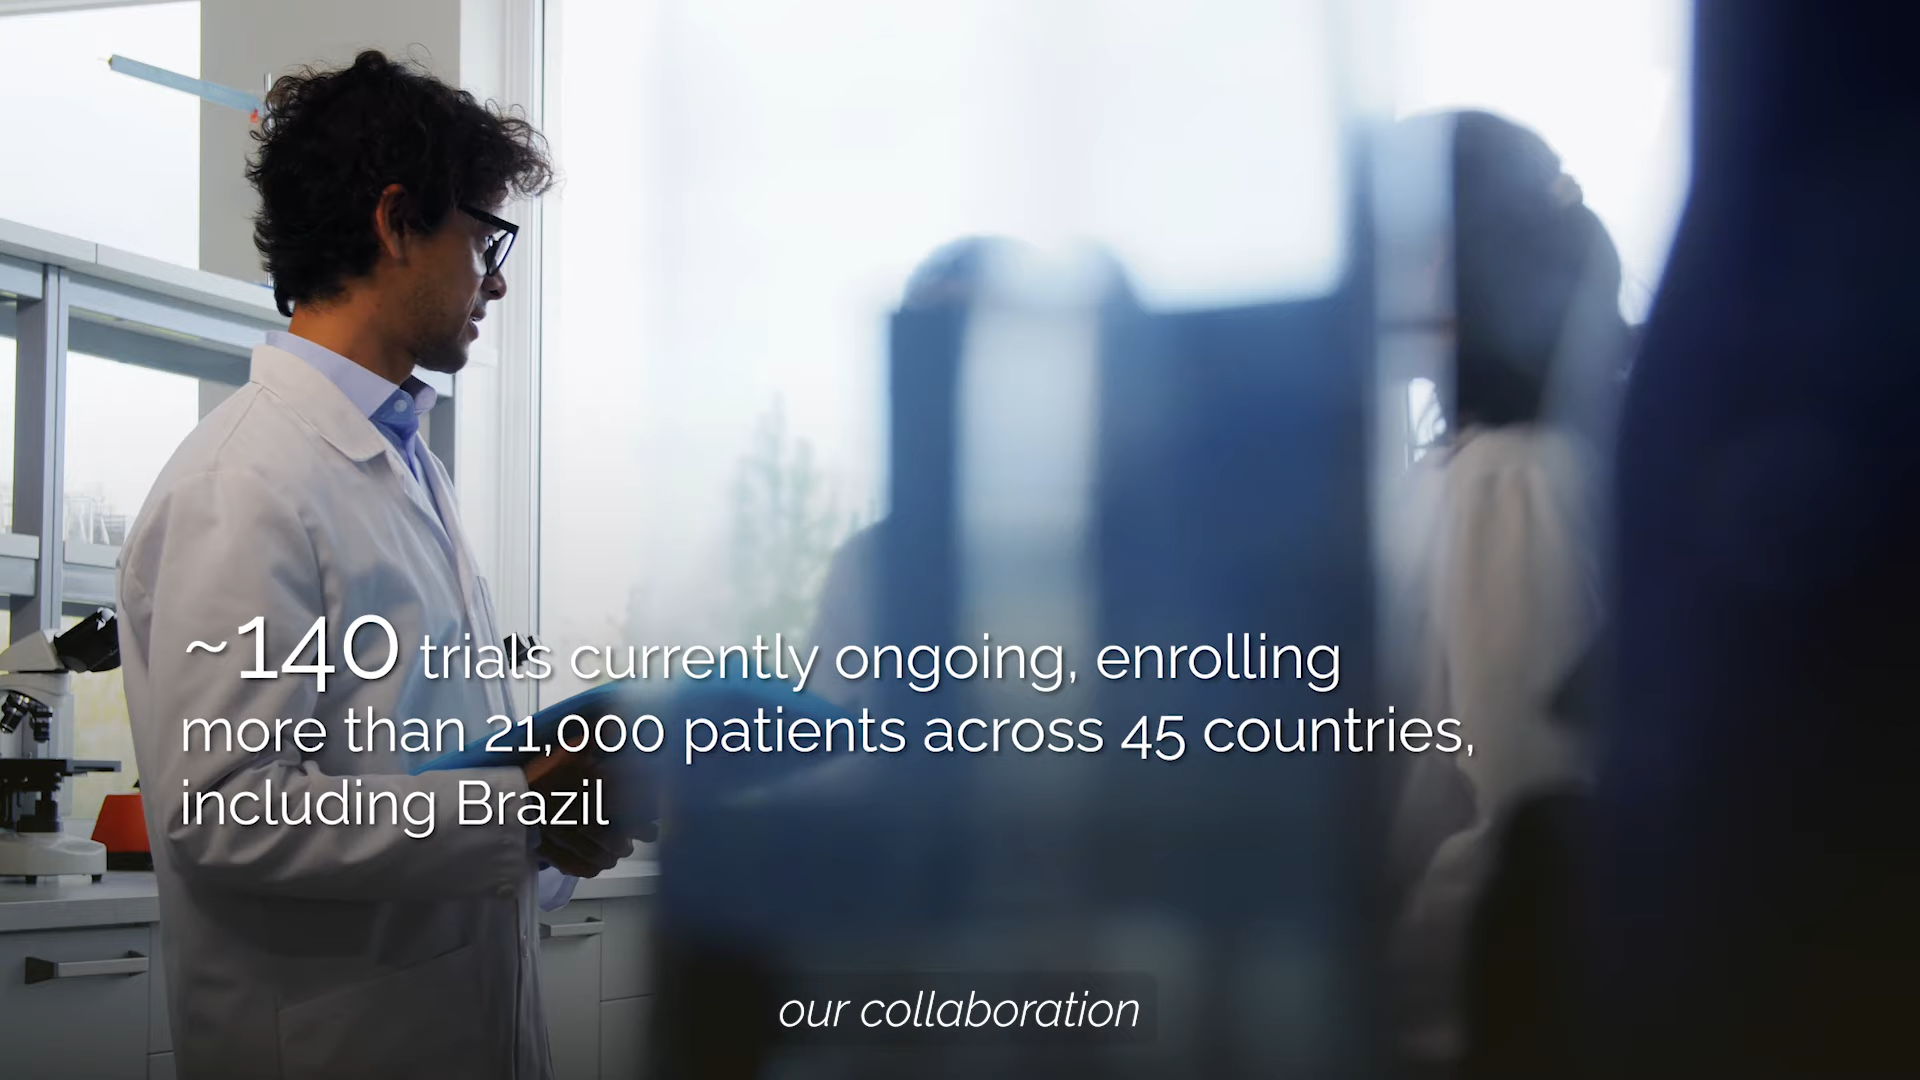 ~140 trials currently ongoing, enrolling
more than 21,000 patients across 45 countries,
including Brazil
our collaboration